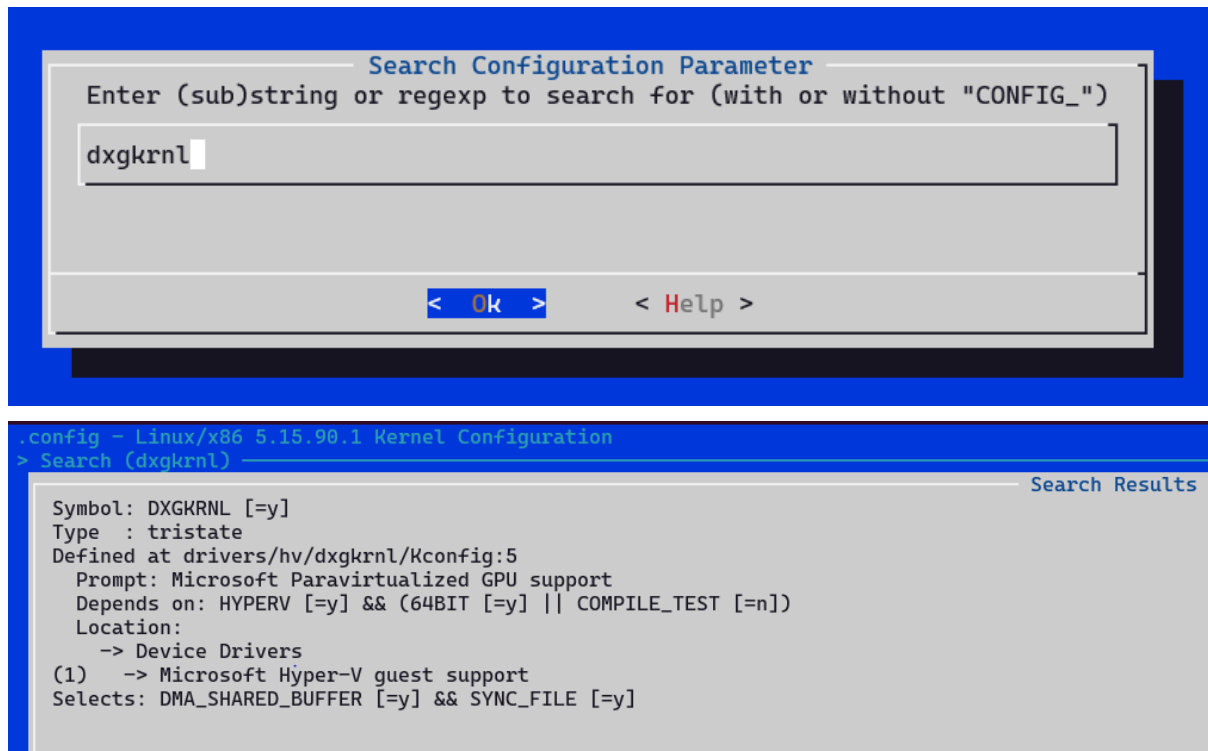 Search Configuration Parameter
Enter (sub)string or regexp to search for (with or without "CONFIG_")
dxgkrnl
< Ok > < Help >
.config - Linux/x86 5.15.90.1 Kernel Configuration
> Search (dxgkrnl)
Search Results
Symbol: DXGKRNL [=y]
Type : tristate
Defined at drivers/hv/dxgkrnl/Kconfig:5
Prompt: Microsoft Paravirtualized GPU support
Depends on: HYPERV [=y] && (64BIT [=y] || COMPILE_TEST [=n])
Location:
-> Device Drivers
(1) -> Microsoft Hyper-V guest support
Selects: DMA_SHARED_BUFFER [=y] && SYNC_FILE [=y]